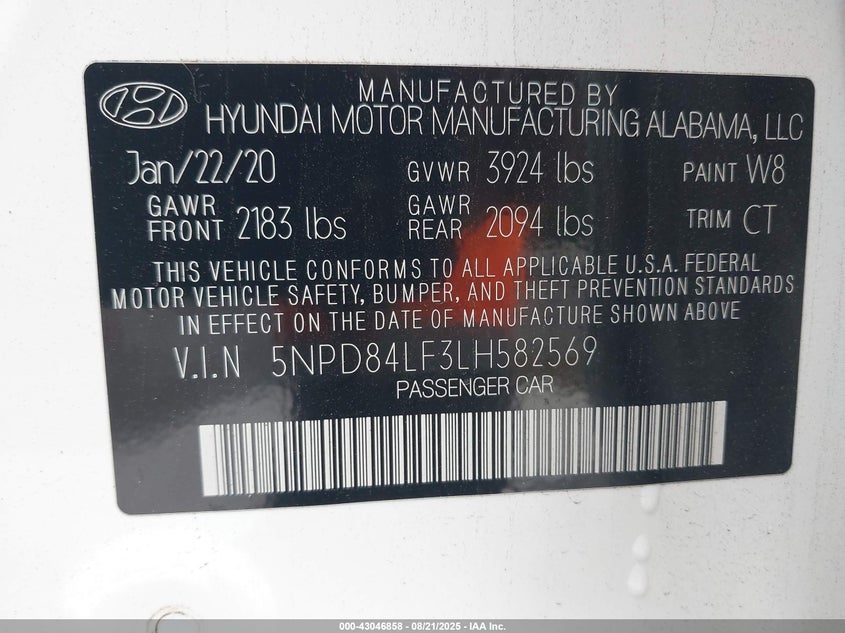 MANUFACTURED BY
HYUNDAI MOTOR MANUFACTURING ALABAMA, LLC
Jan/22/20 GVWR 3924 lbs PAINT W8
GAWR FRONT 2183 lbs GAWR REAR 2094 lbs TRIM CT
THIS VEHICLE CONFORMS TO ALL APPLICABLE U.S.A. FEDERAL
MOTOR VEHICLE SAFETY, BUMPER, AND THEFT PREVENTION STANDARDS
IN EFFECT ON THE DATE OF MANUFACTURE SHOWN ABOVE
V.I.N 5NPD84LF3LH582569
PASSENGER CAR
000-43046858 - 08/21/2025 - IAA Inc.